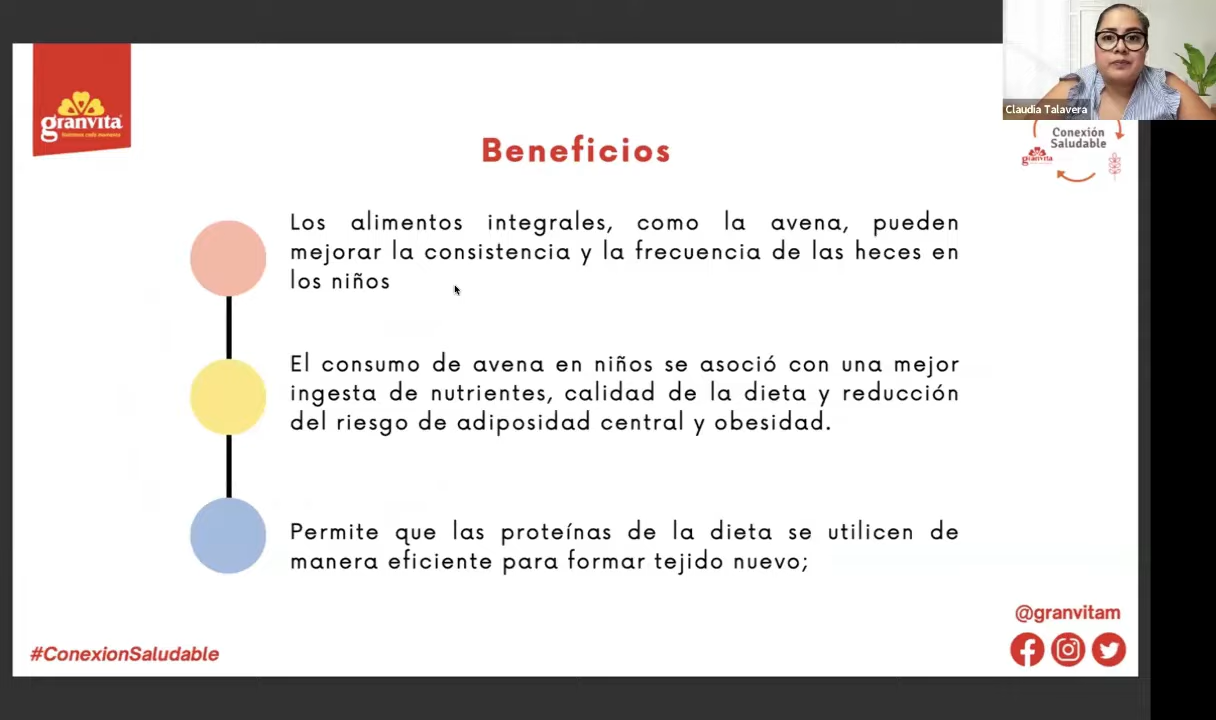 Claudia Talavera
granvita
Conexión
Saludable
granvita
Beneficios
Los alimentos integrales, como la avena, pueden
mejorar la consistencia y la frecuencia de las heces en
los niños
El consumo de avena en niños se asoció con una mejor
ingesta de nutrientes, calidad de la dieta y reducción
del riesgo de adiposidad central y obesidad.
Permite que las proteínas de la dieta se utilicen de
manera eficiente para formar tejido nuevo;
@granvitam
#ConexionSaludable